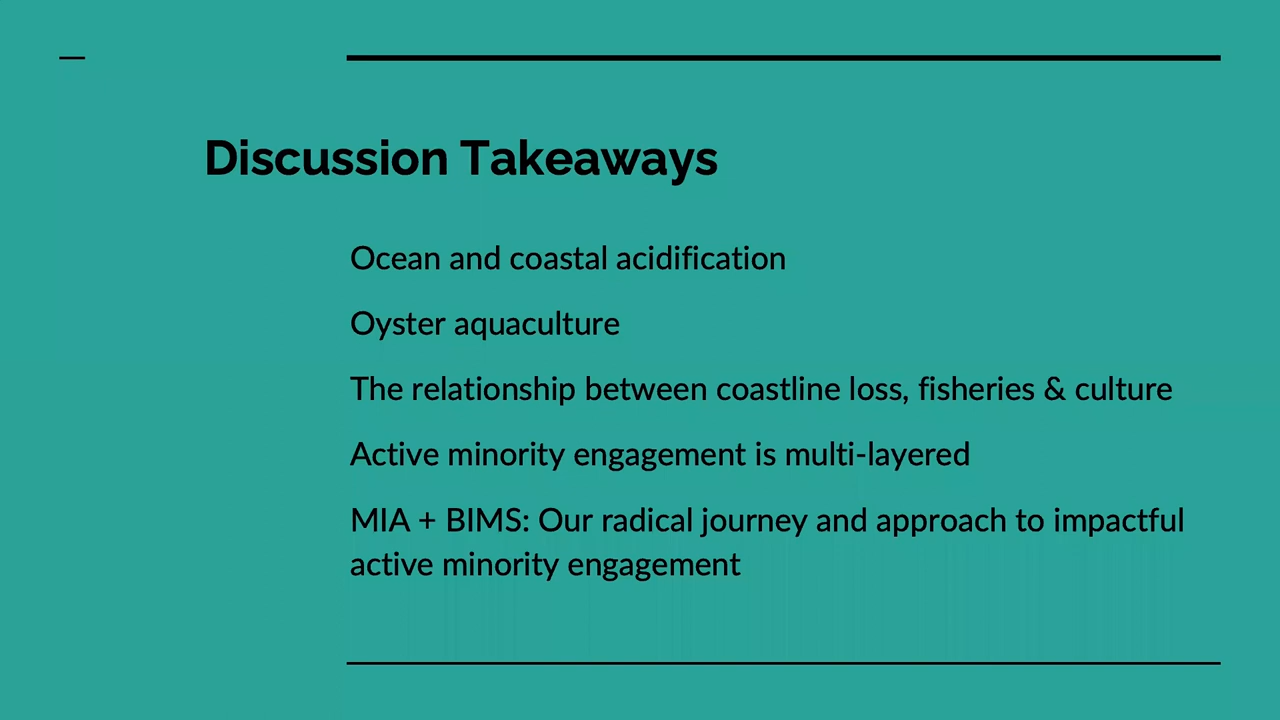 Discussion Takeaways
Ocean and coastal acidification
Oyster aquaculture
The relationship between coastline loss, fisheries & culture
Active minority engagement is multi-layered
MIA + BIMS: Our radical journey and approach to impactful
active minority engagement